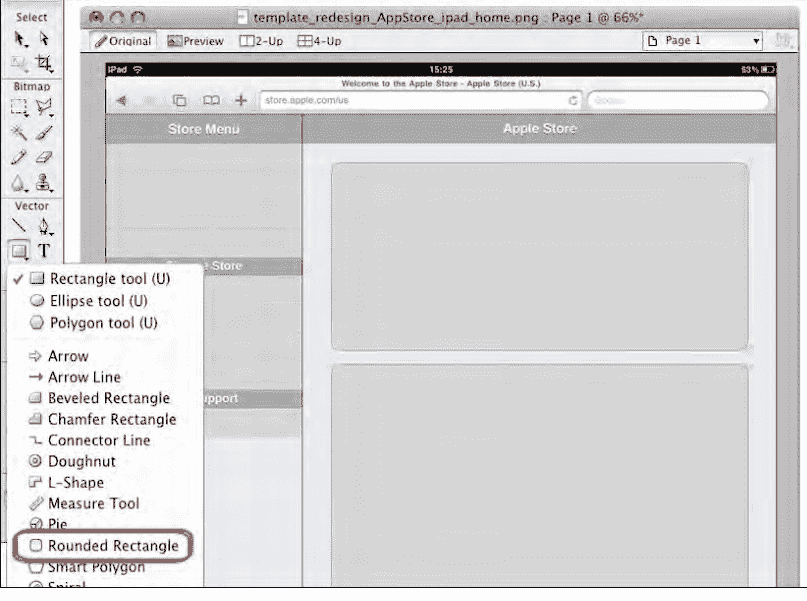 Select
template_redesign_AppStore_ipad_home.png : Page 1 @ 66%*
Original Preview 2-Up 4-Up Page 1
Bitmap
iPad 15:25 53%
Welcome to the Apple Store - Apple Store (U.S.)
store.apple.com/us
Store Menu Apple Store
Vector
T
Store
Rectangle tool (U)
Ellipse tool (U)
Polygon tool (U)
Arrow
Arrow Line
Beveled Rectangle
upport
Chamfer Rectangle
Connector Line
Doughnut
L-Shape
Measure Tool
Pie
Rounded Rectangle
Smart Polygon
Spiral